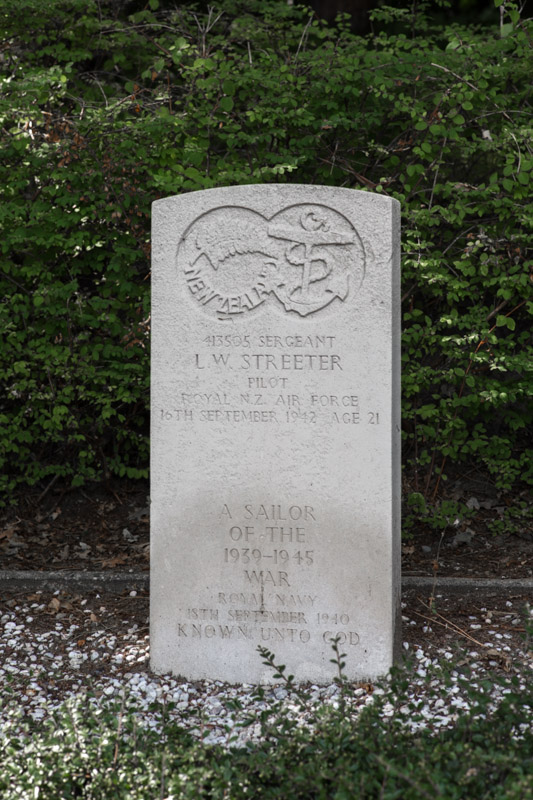 NEW ZEALAND
413505 SERGEANT
L.W. STREETER
PILOT
ROYAL N.Z. AIR FORCE
16TH SEPTEMBER 1942 AGE 21
A SAILOR
OF THE
1939–1945
WAR
ROYAL NAVY
18TH SEPTEMBER 1940
KNOWN UNTO GOD